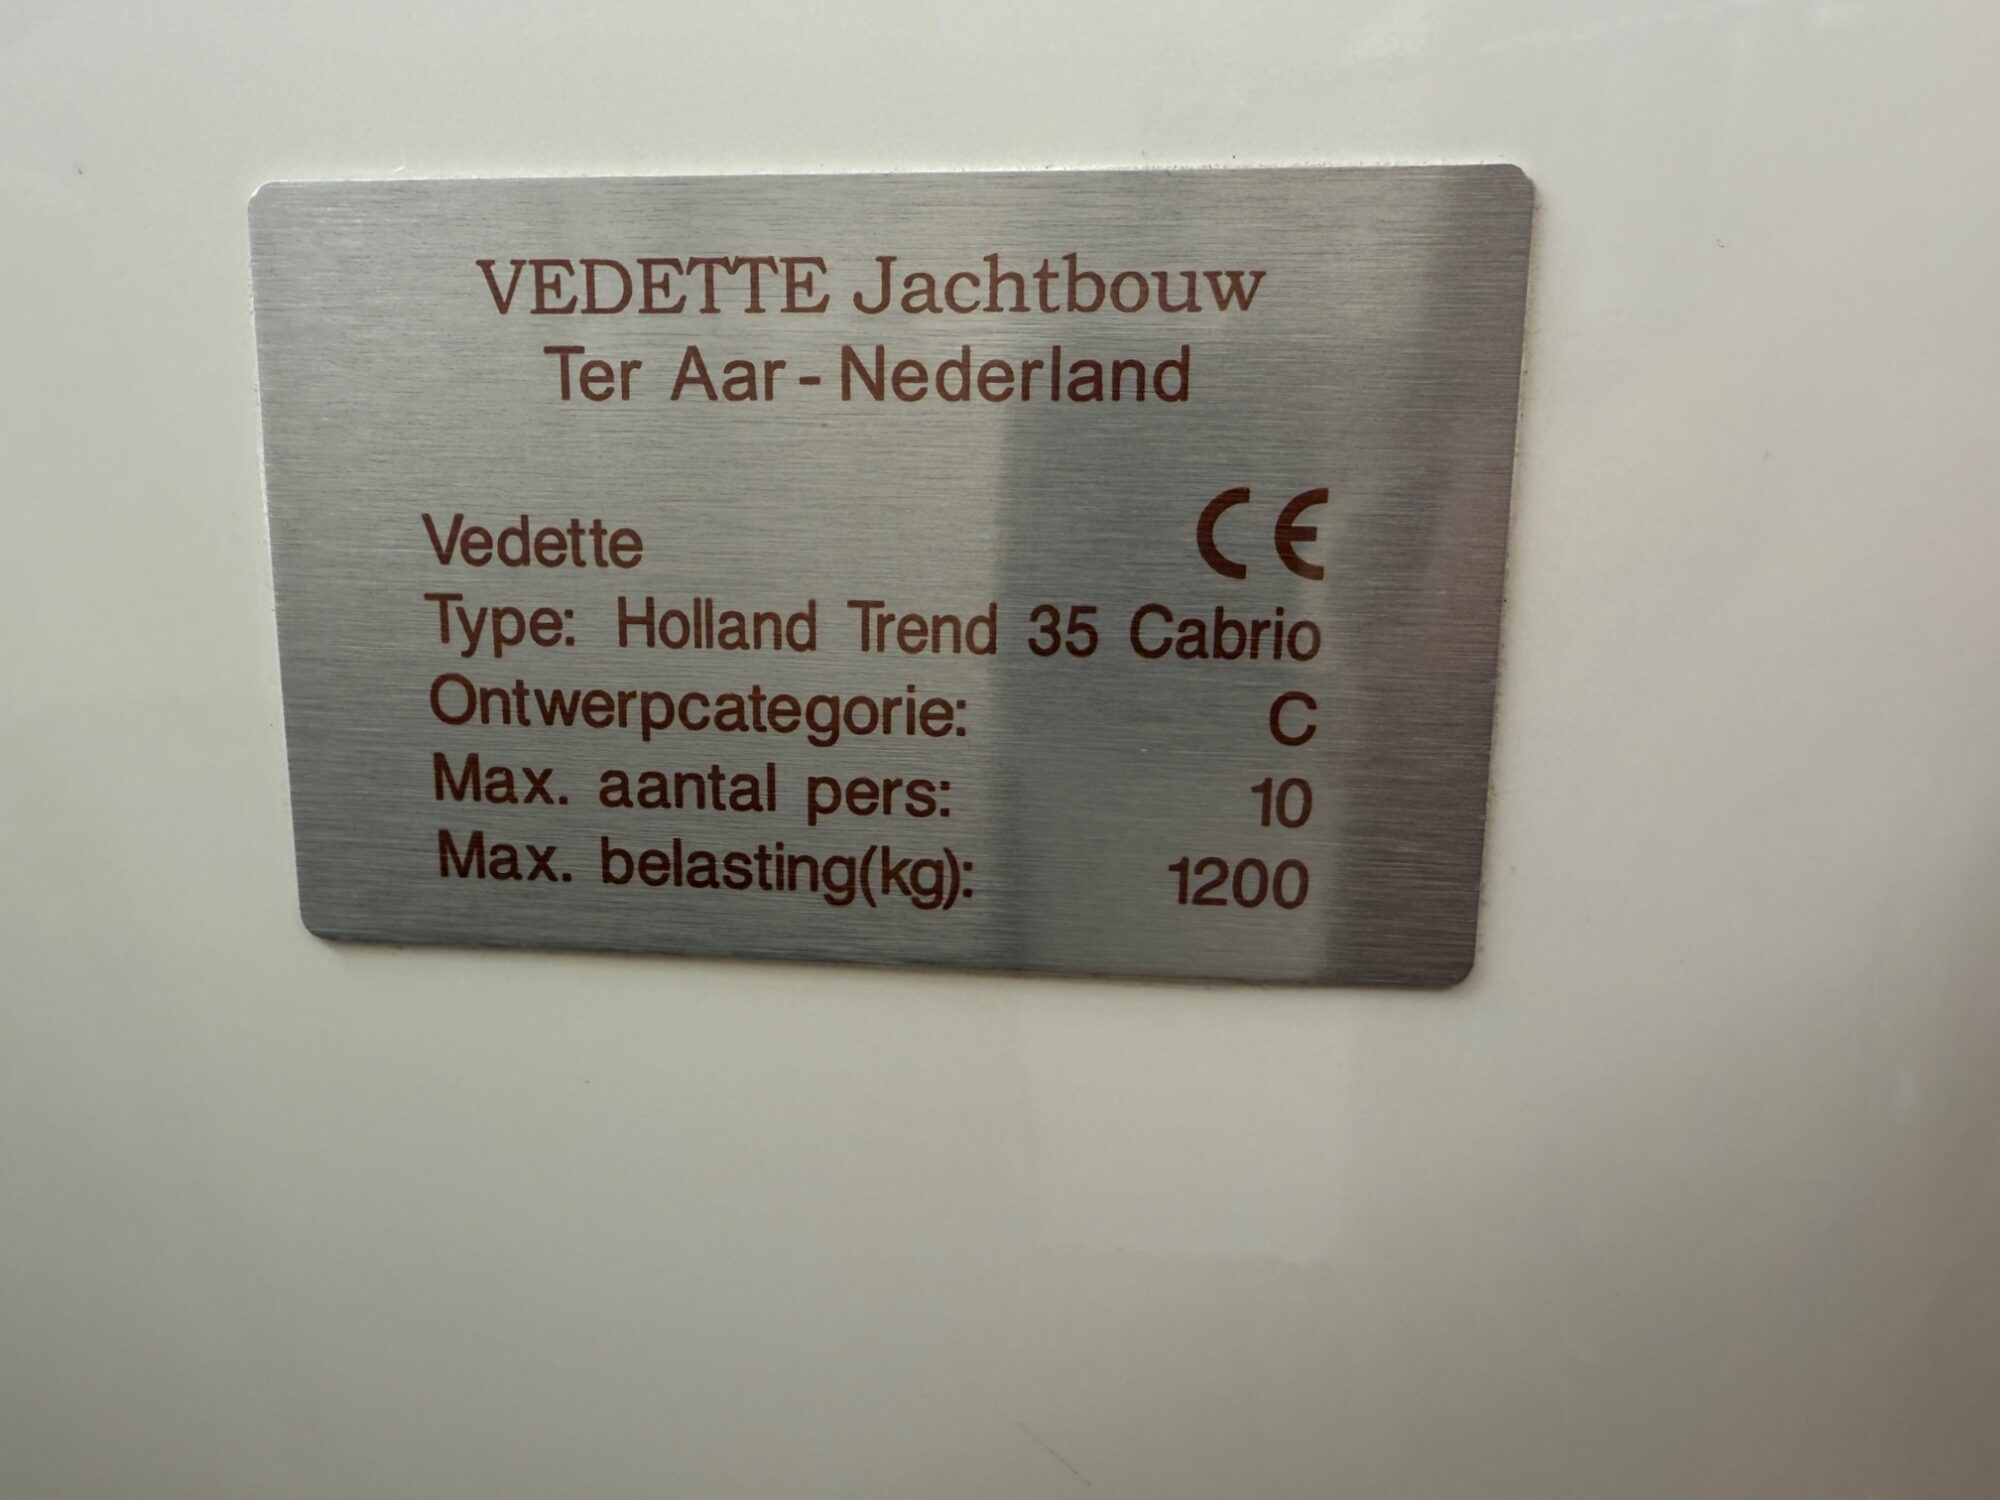 VEDETTE Jachtbouw
Ter Aar - Nederland
CE
Vedette
Type: Holland Trend 35 Cabrio
Ontwerpcategorie: C
Max. aantal pers: 10
Max. belasting(kg): 1200